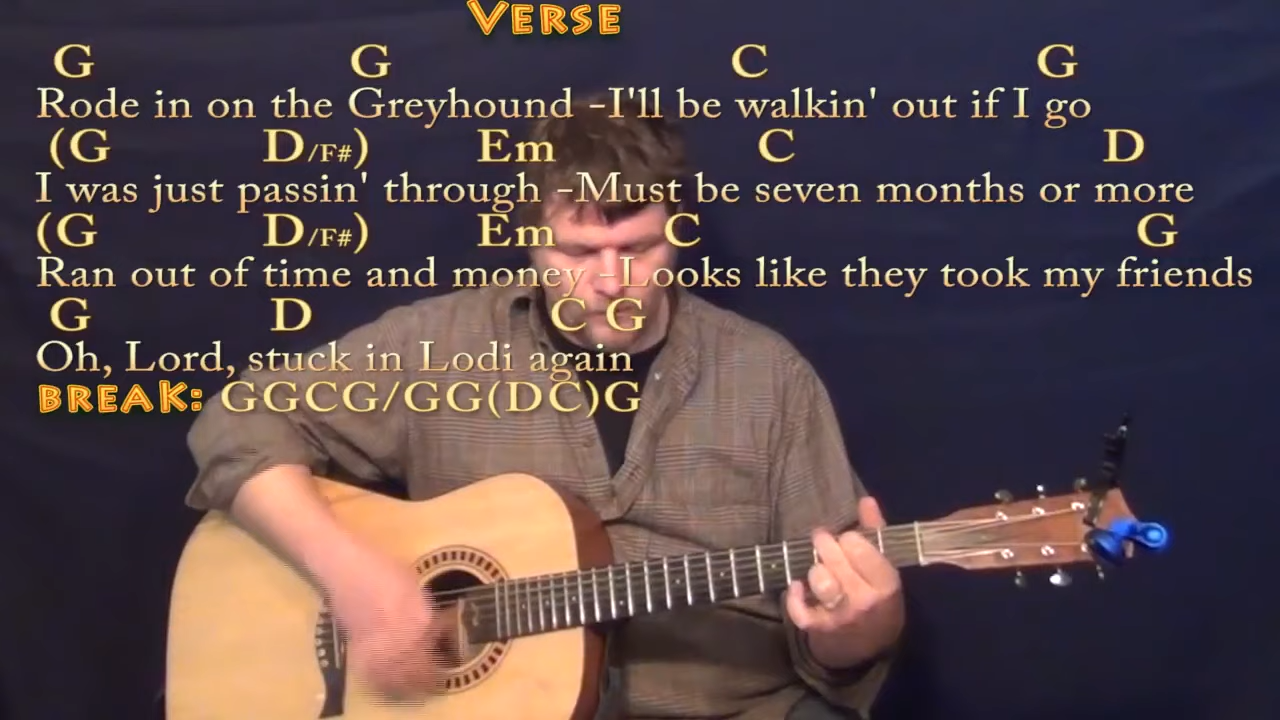 VERSE
G G C G
Rode in on the Greyhound -I'll be walkin' out if I go
(G D/F#) Em C D
I was just passin' through -Must be seven months or more
(G D/F#) Em C G
Ran out of time and money -Looks like they took my friends
G D C G
Oh, Lord, stuck in Lodi again
BREAK: GGCG/GG(DC)G